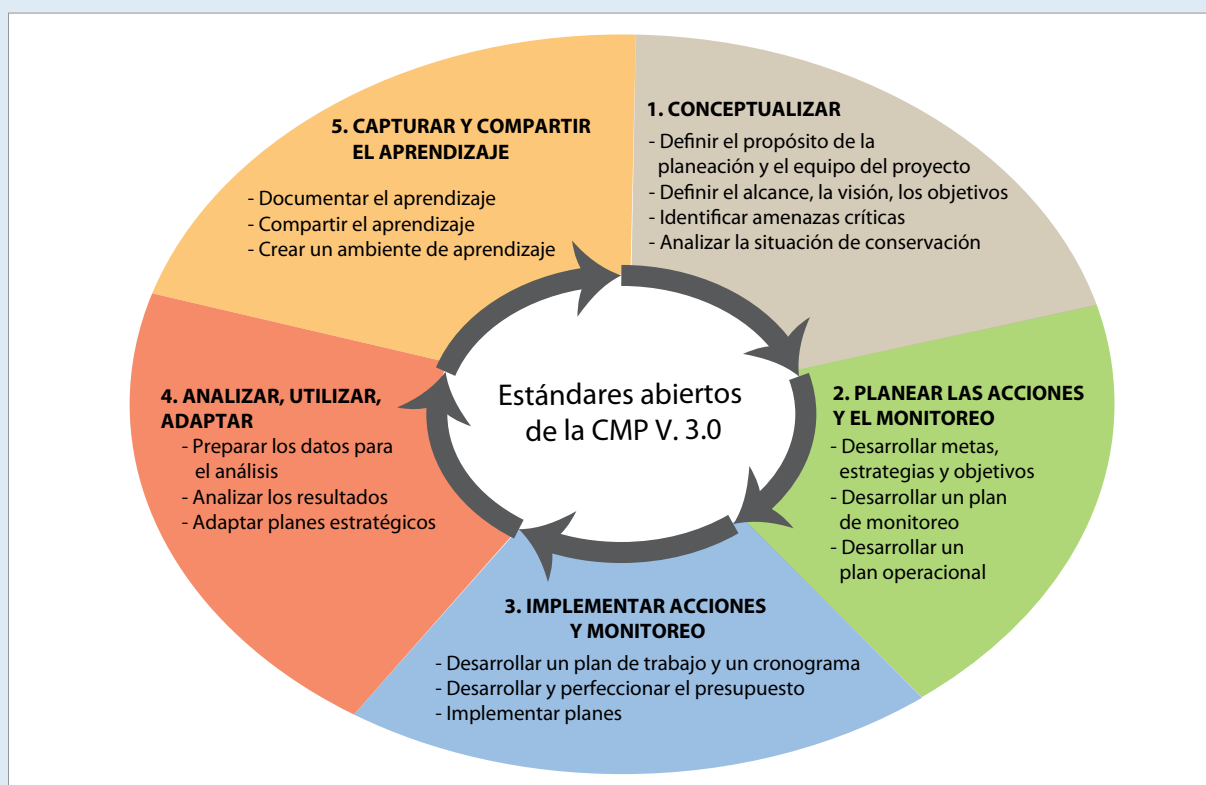 1. CONCEPTUALIZAR
- Definir el propósito de la
planeación y el equipo del proyecto
- Definir el alcance, la visión, los objetivos
- Identificar amenazas críticas
- Analizar la situación de conservación
2. PLANEAR LAS ACCIONES
Y EL MONITOREO
- Desarrollar metas,
estrategias y objetivos
- Desarrollar un plan
de monitoreo
- Desarrollar un
plan operacional
3. IMPLEMENTAR ACCIONES
Y MONITOREO
- Desarrollar un plan de trabajo y un cronograma
- Desarrollar y perfeccionar el presupuesto
- Implementar planes
4. ANALIZAR, UTILIZAR,
ADAPTAR
- Preparar los datos para
el análisis
- Analizar los resultados
- Adaptar planes estratégicos
5. CAPTURAR Y COMPARTIR
EL APRENDIZAJE
- Documentar el aprendizaje
- Compartir el aprendizaje
- Crear un ambiente de aprendizaje
Estándares abiertos
de la CMP V. 3.0